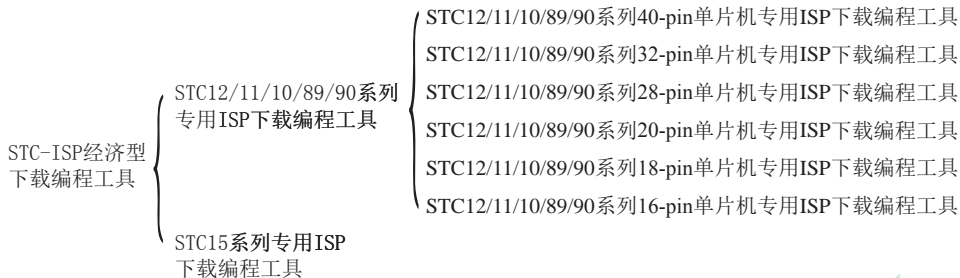 STC-ISP经济型
下载编程工具
STC12/11/10/89/90系列
专用ISP下载编程工具
STC12/11/10/89/90系列40-pin单片机专用ISP下载编程工具
STC12/11/10/89/90系列32-pin单片机专用ISP下载编程工具
STC12/11/10/89/90系列28-pin单片机专用ISP下载编程工具
STC12/11/10/89/90系列20-pin单片机专用ISP下载编程工具
STC12/11/10/89/90系列18-pin单片机专用ISP下载编程工具
STC12/11/10/89/90系列16-pin单片机专用ISP下载编程工具
STC15系列专用ISP
下载编程工具